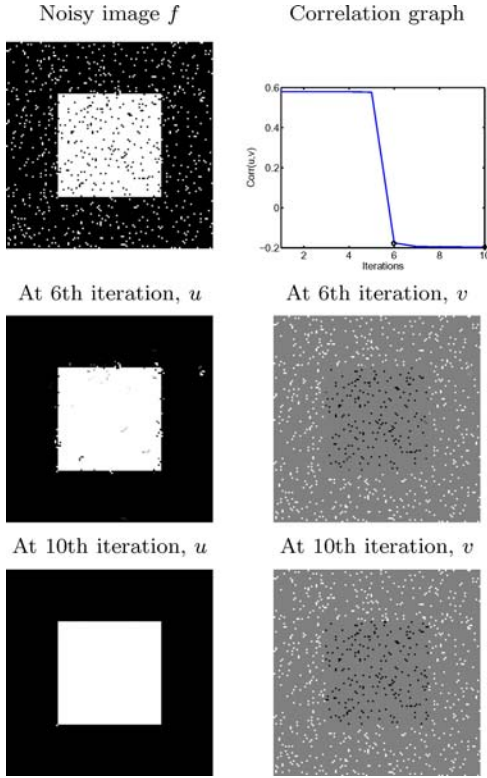 Noisy image f
Correlation graph
0.6
0.4
0.2
0
-0.2
Corr(u,v)
2
4
6
8
10
Iterations
At 6th iteration, u
At 6th iteration, v
At 10th iteration, u
At 10th iteration, v